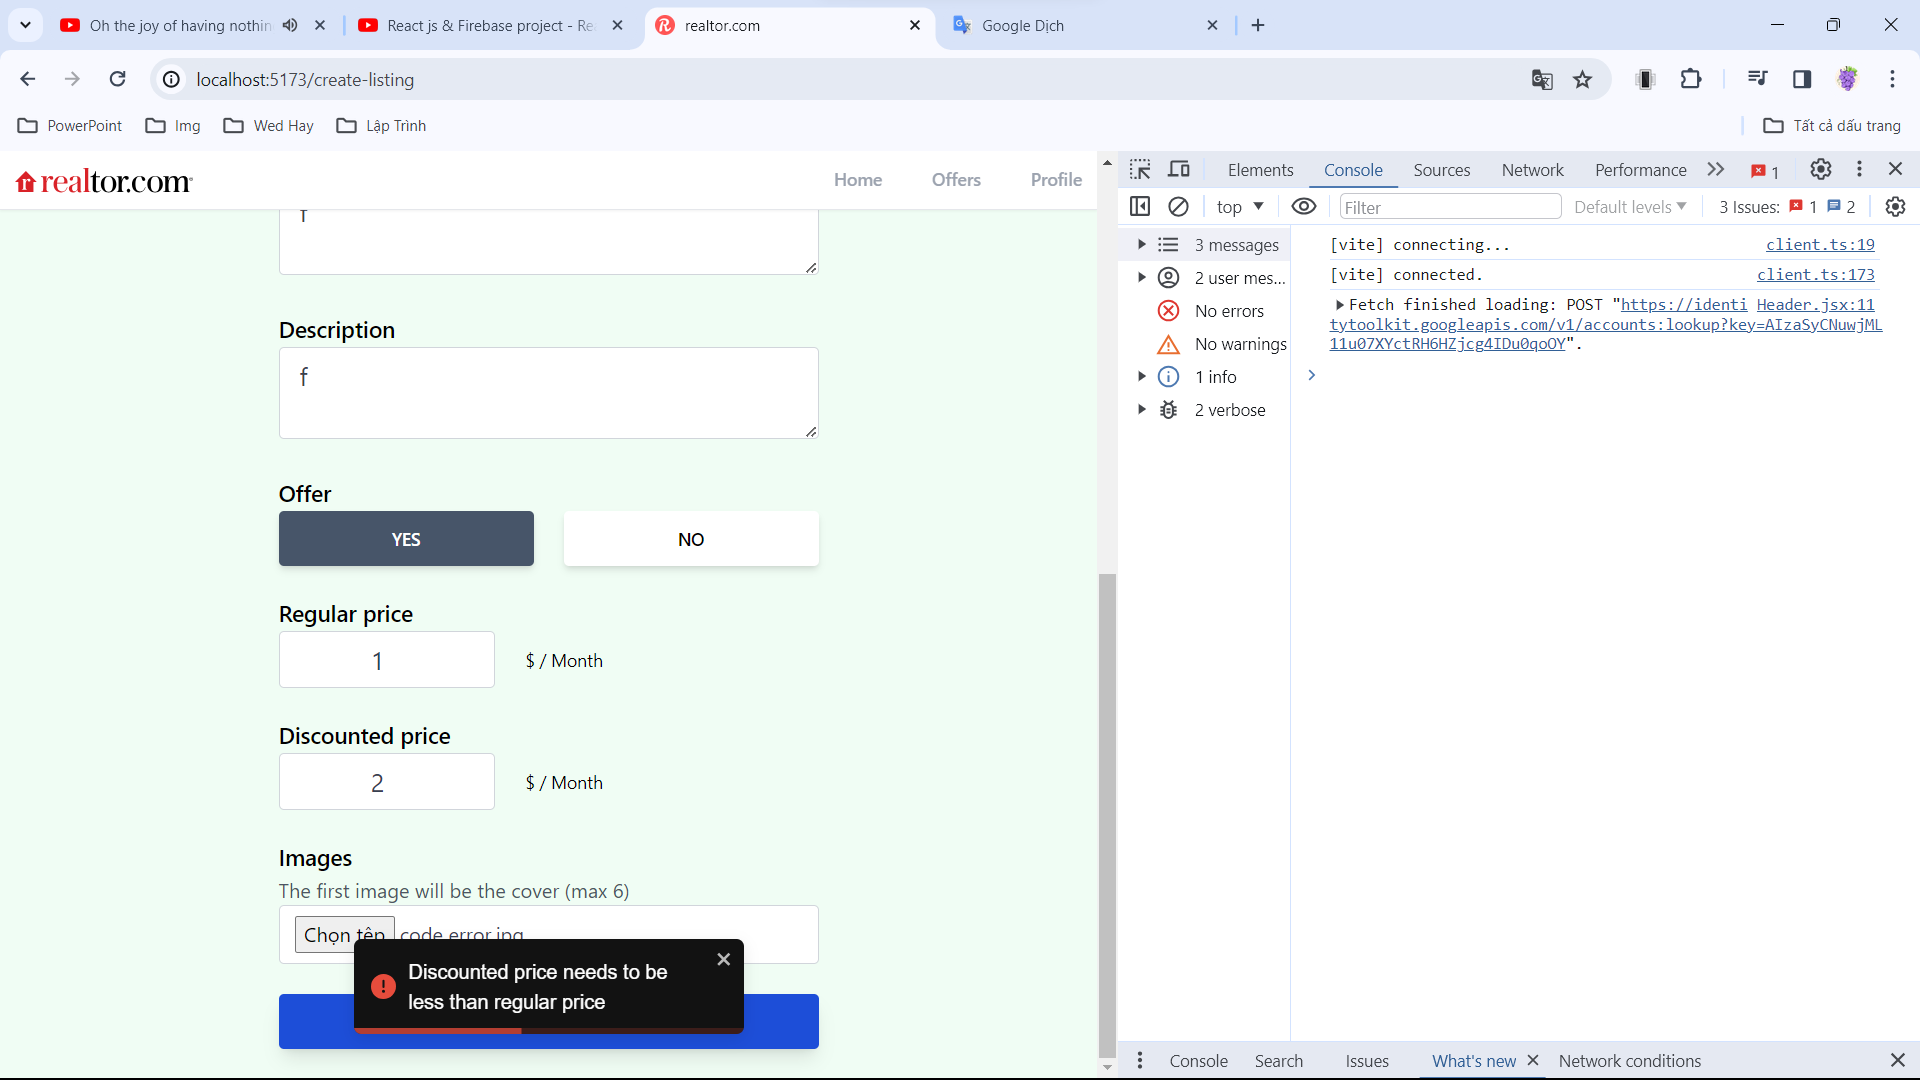 Oh the joy of having nothin
React js & Firebase project - Re
realtor.com
Google Dịch
localhost:5173/create-listing
PowerPoint
Img
Wed Hay
Lập Trình
Tất cả dấu trang
realtor.com
Home
Offers
Profile
f
Description
f
Offer
YES
NO
Regular price
1
$ / Month
Discounted price
2
$ / Month
Images
The first image will be the cover (max 6)
Chọn tệp code error.jpg
Discounted price needs to be
less than regular price
Elements
Console
Sources
Network
Performance
1
top
Filter
Default levels
3 Issues:
1
2
3 messages
2 user mes...
No errors
No warnings
1 info
2 verbose
[vite] connecting...
client.ts:19
[vite] connected.
client.ts:173
Fetch finished loading: POST "https://identi
Header.jsx:11
tytoolkit.googleapis.com/v1/accounts:lookup?key=AIzaSyCNuwjML
11u07XYctRH6HZjcg4IDu0qoOY".
Console
Search
Issues
What's new
Network conditions